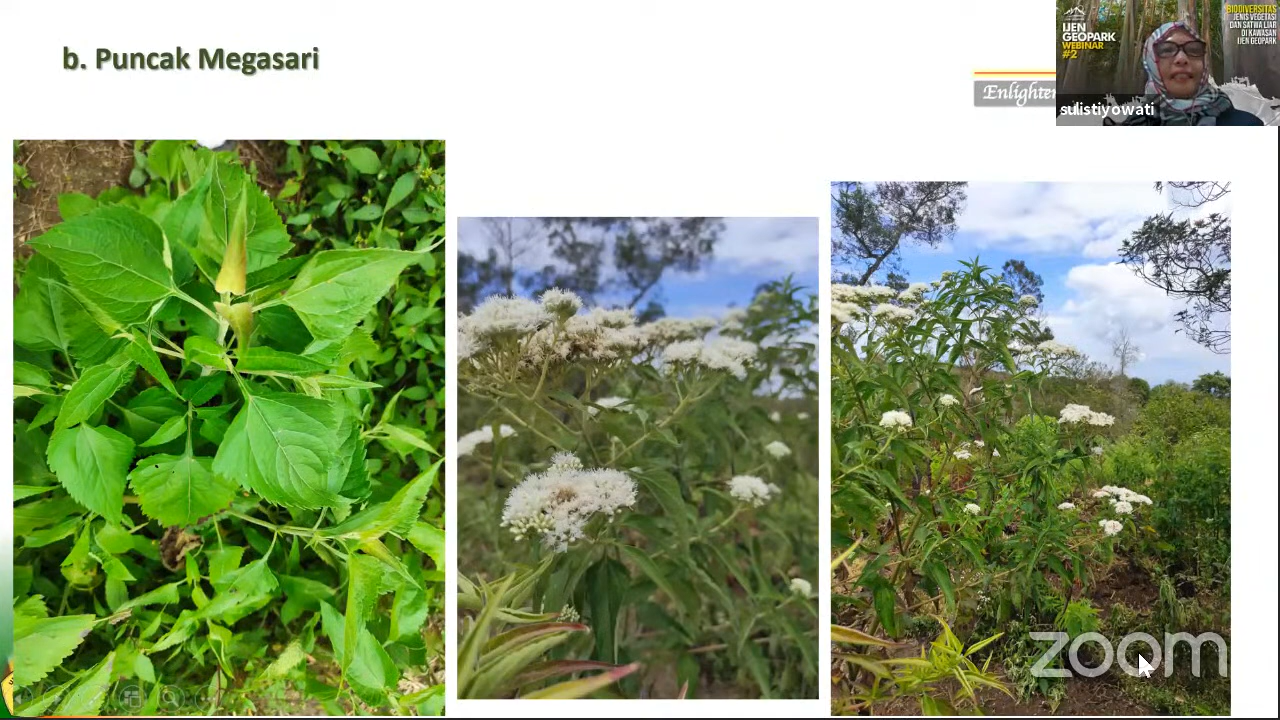 b. Puncak Megasari
Enlighten
IJEN
GEOPARK
WEBINAR
#2
BIODIVERSITAS
JENIS VEGETASI
DAN SATWA LIAR
DI KAWASAN
IJEN GEOPARK
sulistiyowati
zoom